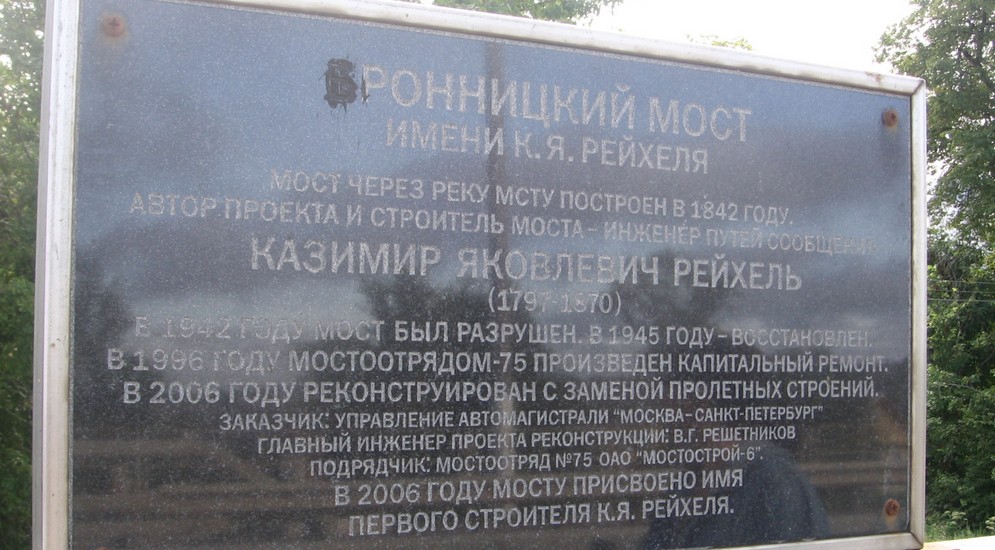 БРОННИЦКИЙ МОСТ
ИМЕНИ К.Я. РЕЙХЕЛЯ
МОСТ ЧЕРЕЗ РЕКУ МСТУ ПОСТРОЕН В 1842 ГОДУ.
АВТОР ПРОЕКТА И СТРОИТЕЛЬ МОСТА – ИНЖЕНЕР ПУТЕЙ СООБЩЕНИЯ
КАЗИМИР ЯКОВЛЕВИЧ РЕЙХЕЛЬ
(1797-1870)
В 1942 ГОДУ МОСТ БЫЛ РАЗРУШЕН. В 1945 ГОДУ – ВОССТАНОВЛЕН.
В 1996 ГОДУ МОСТООТРЯДОМ-75 ПРОИЗВЕДЕН КАПИТАЛЬНЫЙ РЕМОНТ.
В 2006 ГОДУ РЕКОНСТРУИРОВАН С ЗАМЕНОЙ ПРОЛЕТНЫХ СТРОЕНИЙ.
ЗАКАЗЧИК: УПРАВЛЕНИЕ АВТОМАГИСТРАЛИ "МОСКВА – САНКТ-ПЕТЕРБУРГ"
ГЛАВНЫЙ ИНЖЕНЕР ПРОЕКТА РЕКОНСТРУКЦИИ: В.Г. РЕШЕТНИКОВ
ПОДРЯДЧИК: МОСТООТРЯД №75 ОАО "МОСТОСТРОЙ-6".
В 2006 ГОДУ МОСТУ ПРИСВОЕНО ИМЯ
ПЕРВОГО СТРОИТЕЛЯ К.Я. РЕЙХЕЛЯ.